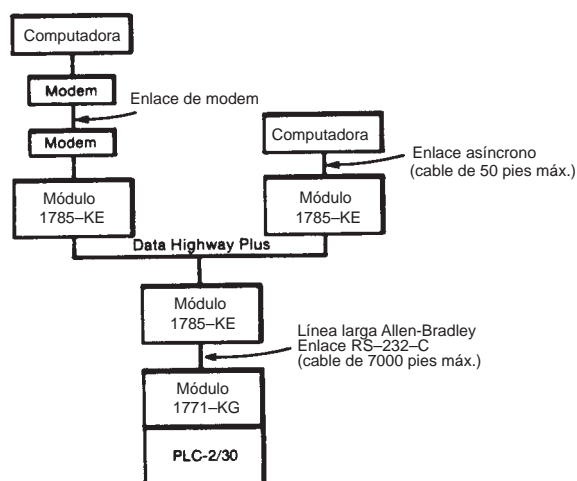 Computadora
Modem
Enlace de modem
Modem
Computadora
Enlace asíncrono
(cable de 50 pies máx.)
Módulo
1785–KE
Módulo
1785–KE
Data Highway Plus
Módulo
1785–KE
Línea larga Allen-Bradley
Enlace RS–232–C
(cable de 7000 pies máx.)
Módulo
1771–KG
PLC-2/30